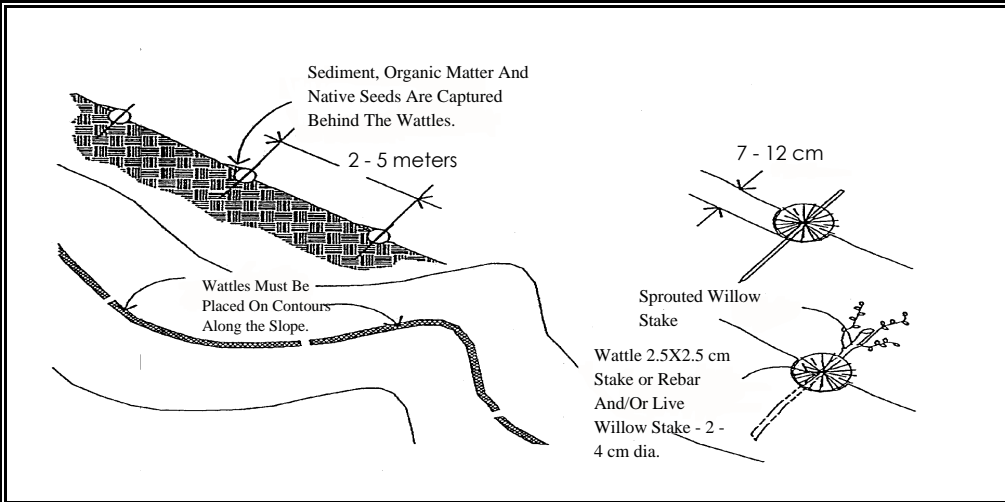 Sediment, Organic Matter And
Native Seeds Are Captured
Behind The Wattles.
2 - 5 meters
7 - 12 cm
Wattles Must Be
Placed On Contours
Along the Slope.
Sprouted Willow
Stake
Wattle 2.5X2.5 cm
Stake or Rebar
And/Or Live
Willow Stake - 2 -
4 cm dia.